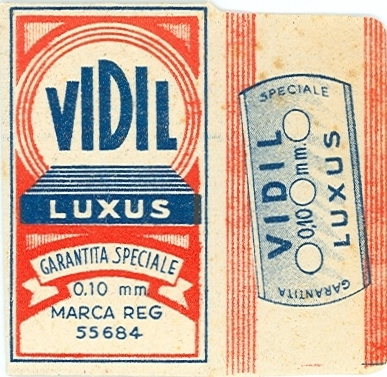 VIDIL
LUXUS
GARANTITA SPECIALE
0,10 mm
MARCA REG
55684
SPECIALE
VIDIL
0,10 mm.
LUXUS
GARANTITA